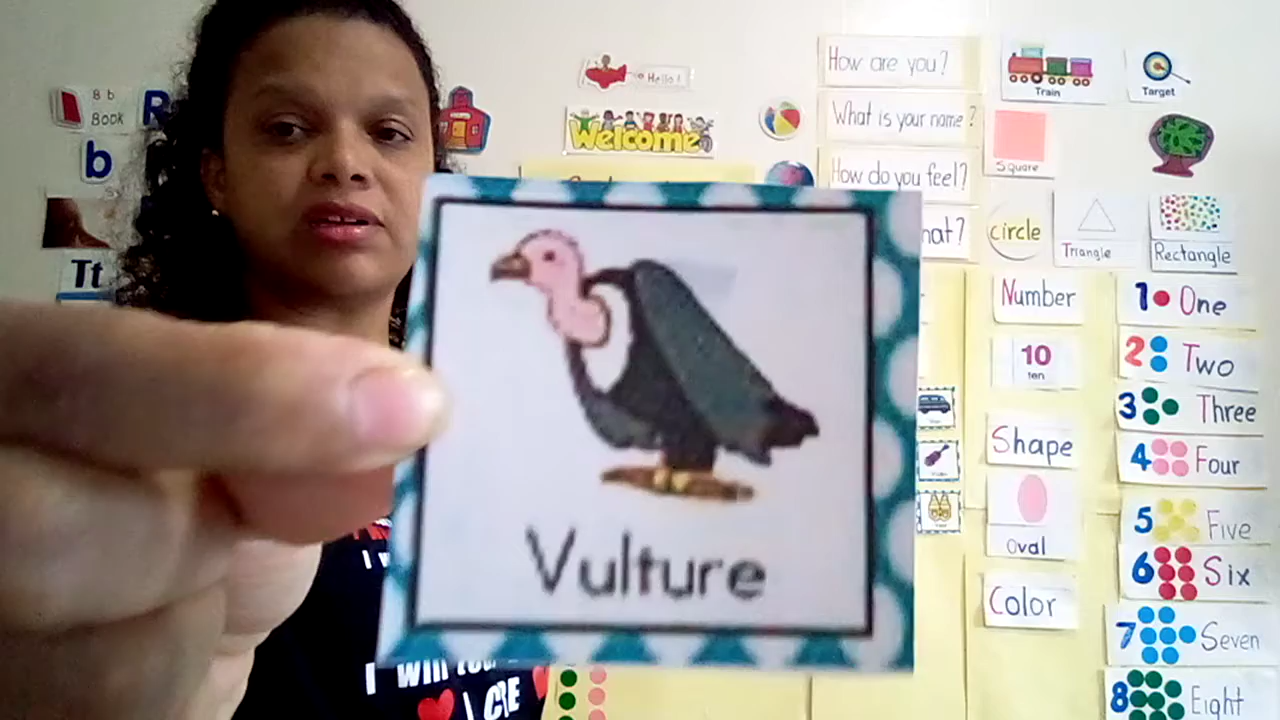 B b
Book
R
b
Tt
Hello!
Welcome
How are you?
What is your name?
How do you feel?
hat?
Train
Target
Square
circle
Triangle
Rectangle
Number
10
ten
Shape
Oval
Color
1 One
2 Two
3 Three
4 Four
5 Five
6 Six
7 Seven
8 Eight
Vulture
I w
I will
I